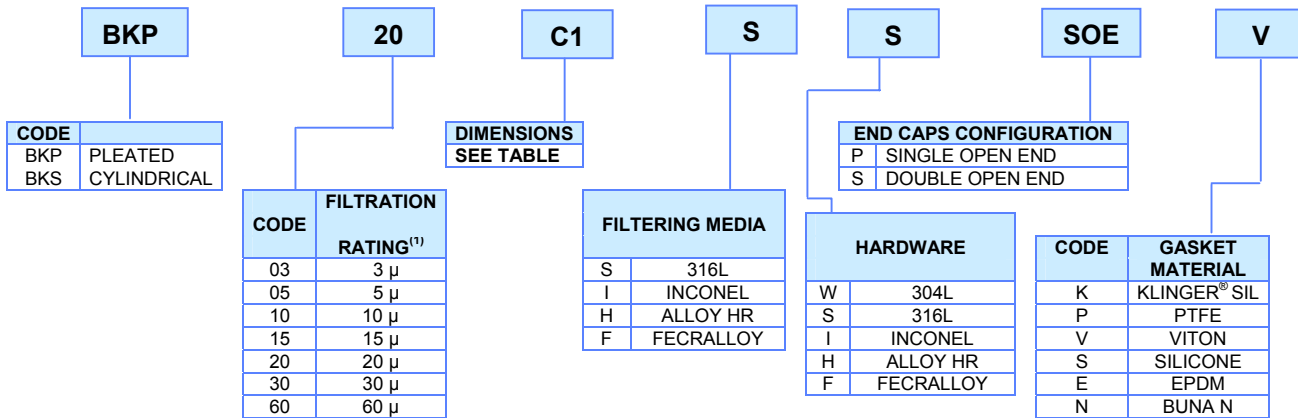 BKP 20 C1 S S SOE V
CODE
BKP PLEATED
BKS CYLINDRICAL
CODE FILTRATION RATING(1)
03 3 µ
05 5 µ
10 10 µ
15 15 µ
20 20 µ
30 30 µ
60 60 µ
DIMENSIONS
SEE TABLE
FILTERING MEDIA
S 316L
I INCONEL
H ALLOY HR
F FECRALLOY
END CAPS CONFIGURATION
P SINGLE OPEN END
S DOUBLE OPEN END
HARDWARE
W 304L
S 316L
I INCONEL
H ALLOY HR
F FECRALLOY
CODE GASKET MATERIAL
K KLINGER® SIL
P PTFE
V VITON
S SILICONE
E EPDM
N BUNA N